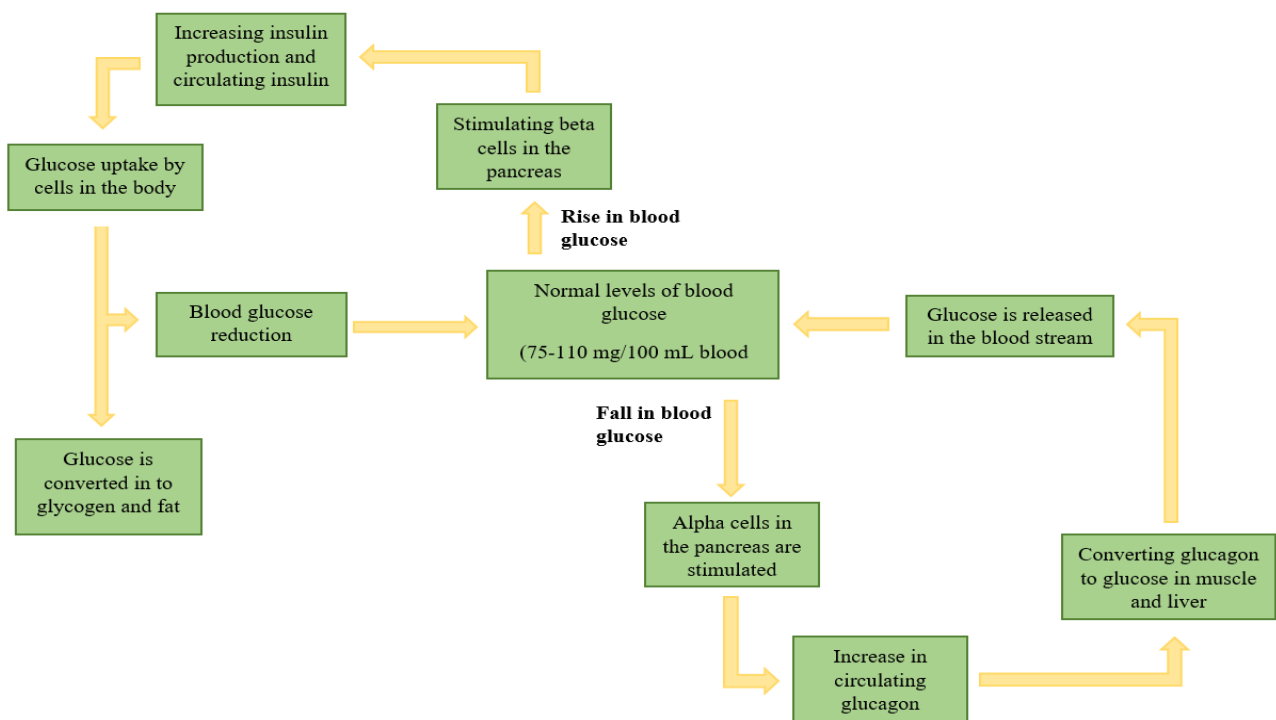 Increasing insulin
production and
circulating insulin
Stimulating beta
cells in the
pancreas
Glucose uptake by
cells in the body
Rise in blood
glucose
Normal levels of blood
glucose
(75-110 mg/100 mL blood
Blood glucose
reduction
Glucose is released
in the blood stream
Fall in blood
glucose
Glucose is
converted in to
glycogen and fat
Alpha cells in
the pancreas are
stimulated
Converting glucagon
to glucose in muscle
and liver
Increase in
circulating
glucagon